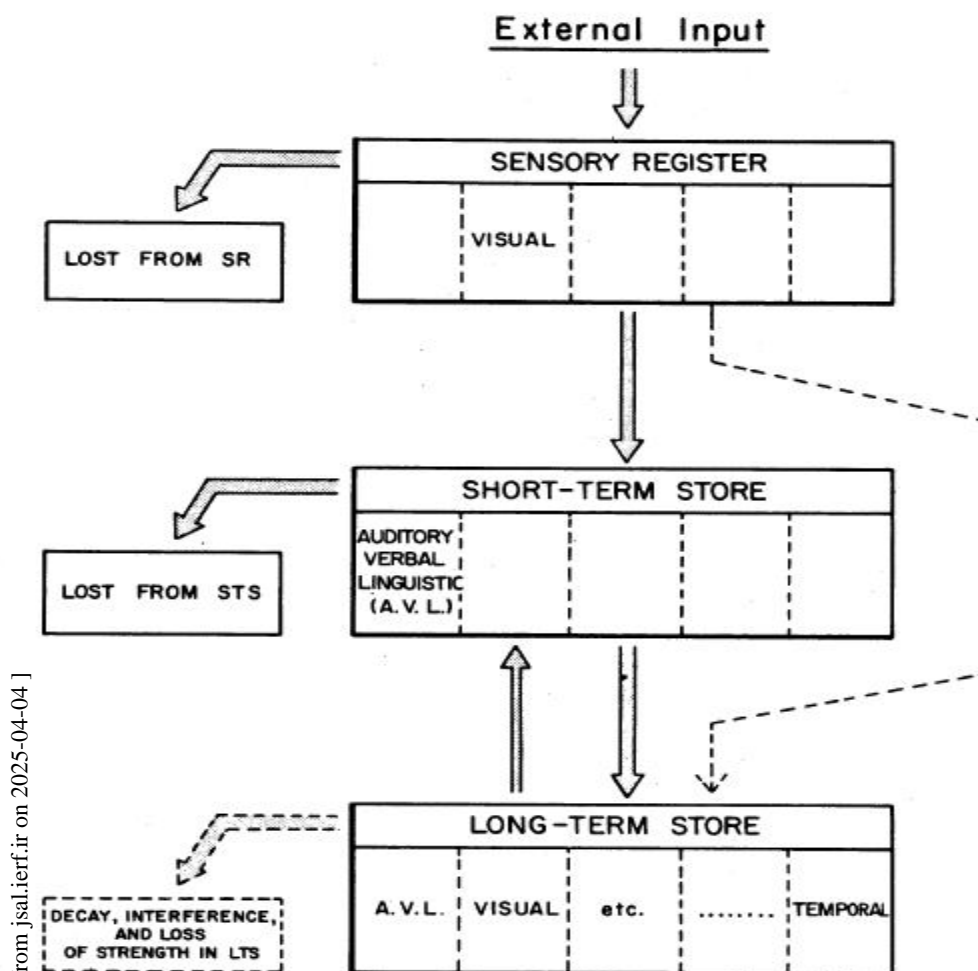 External Input
SENSORY REGISTER
VISUAL
LOST FROM SR
SHORT-TERM STORE
AUDITORY
VERBAL
LINGUISTIC
(A. V. L.)
LOST FROM STS
LONG-TERM STORE
A.V.L. VISUAL etc. ........ TEMPORAL
DECAY, INTERFERENCE,
AND LOSS
OF STRENGTH IN LTS
rom jsal.ierf.ir on 2025-04-04 ]